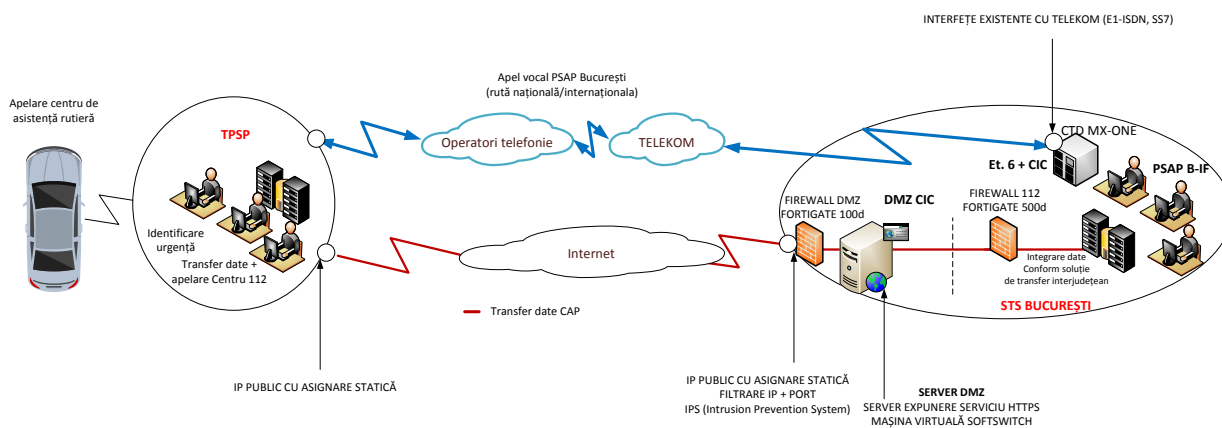 INTERFEȚE EXISTENTE CU TELEKOM (E1-ISDN, SS7)
Apel vocal PSAP București
(rută națională/internaționala)
Apelare centru de
asistență rutieră
TPSP
Operatori telefonie
TELEKOM
CTD MX-ONE
Et. 6 + CIC
PSAP B-IF
Identificare
urgență
Transfer date +
apelare Centru 112
Internet
FIREWALL DMZ
FORTIGATE 100d
DMZ CIC
FIREWALL 112
FORTIGATE 500d
Integrare date
Conform soluție
de transfer interjudețean
STS BUCUREȘTI
Transfer date CAP
IP PUBLIC CU ASIGNARE STATICĂ
IP PUBLIC CU ASIGNARE STATICĂ
FILTRARE IP + PORT
IPS (Intrusion Prevention System)
SERVER DMZ
SERVER EXPUNERE SERVICIU HTTPS
MAȘINA VIRTUALĂ SOFTSWITCH